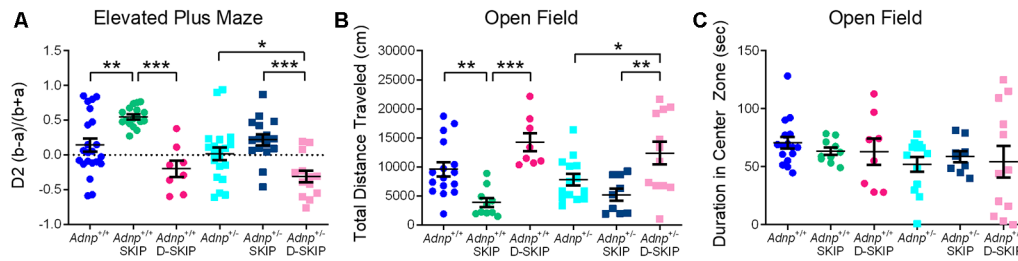 A Elevated Plus Maze
D2 (b-a)/(b+a)
1.5
1.0
0.5
0.0
-0.5
-1.0
** *** * ***
Adnp+/+
Adnp+/+ SKIP
Adnp+/+ D-SKIP
Adnp+/-
Adnp+/- SKIP
Adnp+/- D-SKIP
B Open Field
Total Distance Traveled (cm)
30000
25000
20000
15000
10000
5000
0
** *** * **
Adnp+/+
Adnp+/+ SKIP
Adnp+/+ D-SKIP
Adnp+/-
Adnp+/- SKIP
Adnp+/- D-SKIP
C Open Field
Duration in Center Zone (sec)
150
100
50
0
Adnp+/+
Adnp+/+ SKIP
Adnp+/+ D-SKIP
Adnp+/-
Adnp+/- SKIP
Adnp+/- D-SKIP